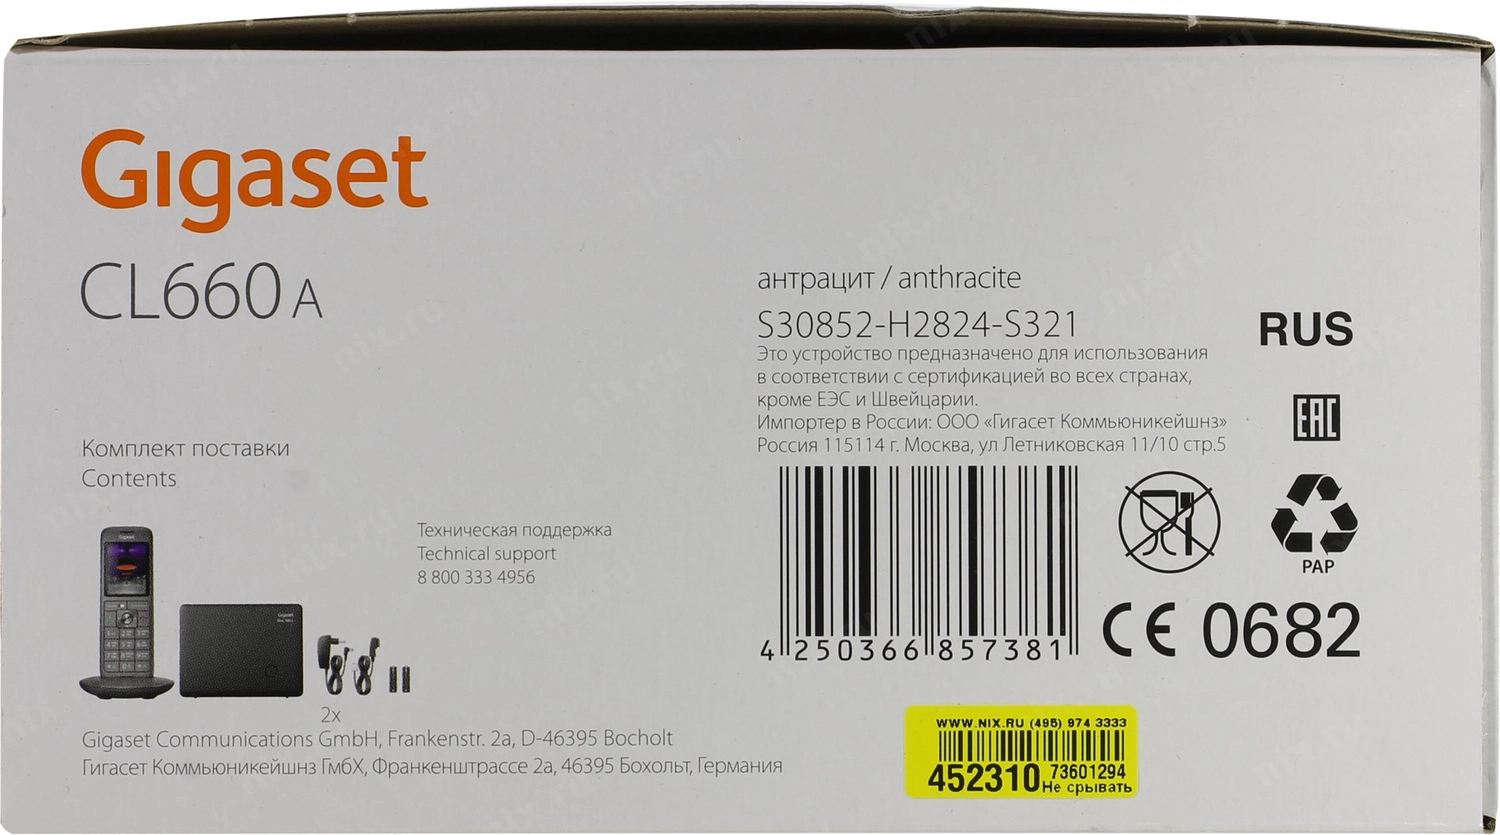 Gigaset
CL660 A
антрацит / anthracite
S30852-H2824-S321
Это устройство предназначено для использования
в соответствии с сертификацией во всех странах,
кроме ЕЭС и Швейцарии.
Импортер в России: ООО «Гигасет Коммьюникейшнз»
Россия 115114 г. Москва, ул Летниковская 11/10 стр.5
RUS
EAC
Комплект поставки
Contents
Техническая поддержка
Technical support
8 800 333 4956
Gigaset
Gigaset
2x
4 250366 857381
PAP
CE 0682
Gigaset Communications GmbH, Frankenstr. 2a, D-46395 Bocholt
Гигасет Коммьюникейшнз ГмбХ, Франкенштрассе 2а, 46395 Бохольт, Германия
WWW.NIX.RU (495) 974 3333
452310 73601294
Не срывать
nix.ru